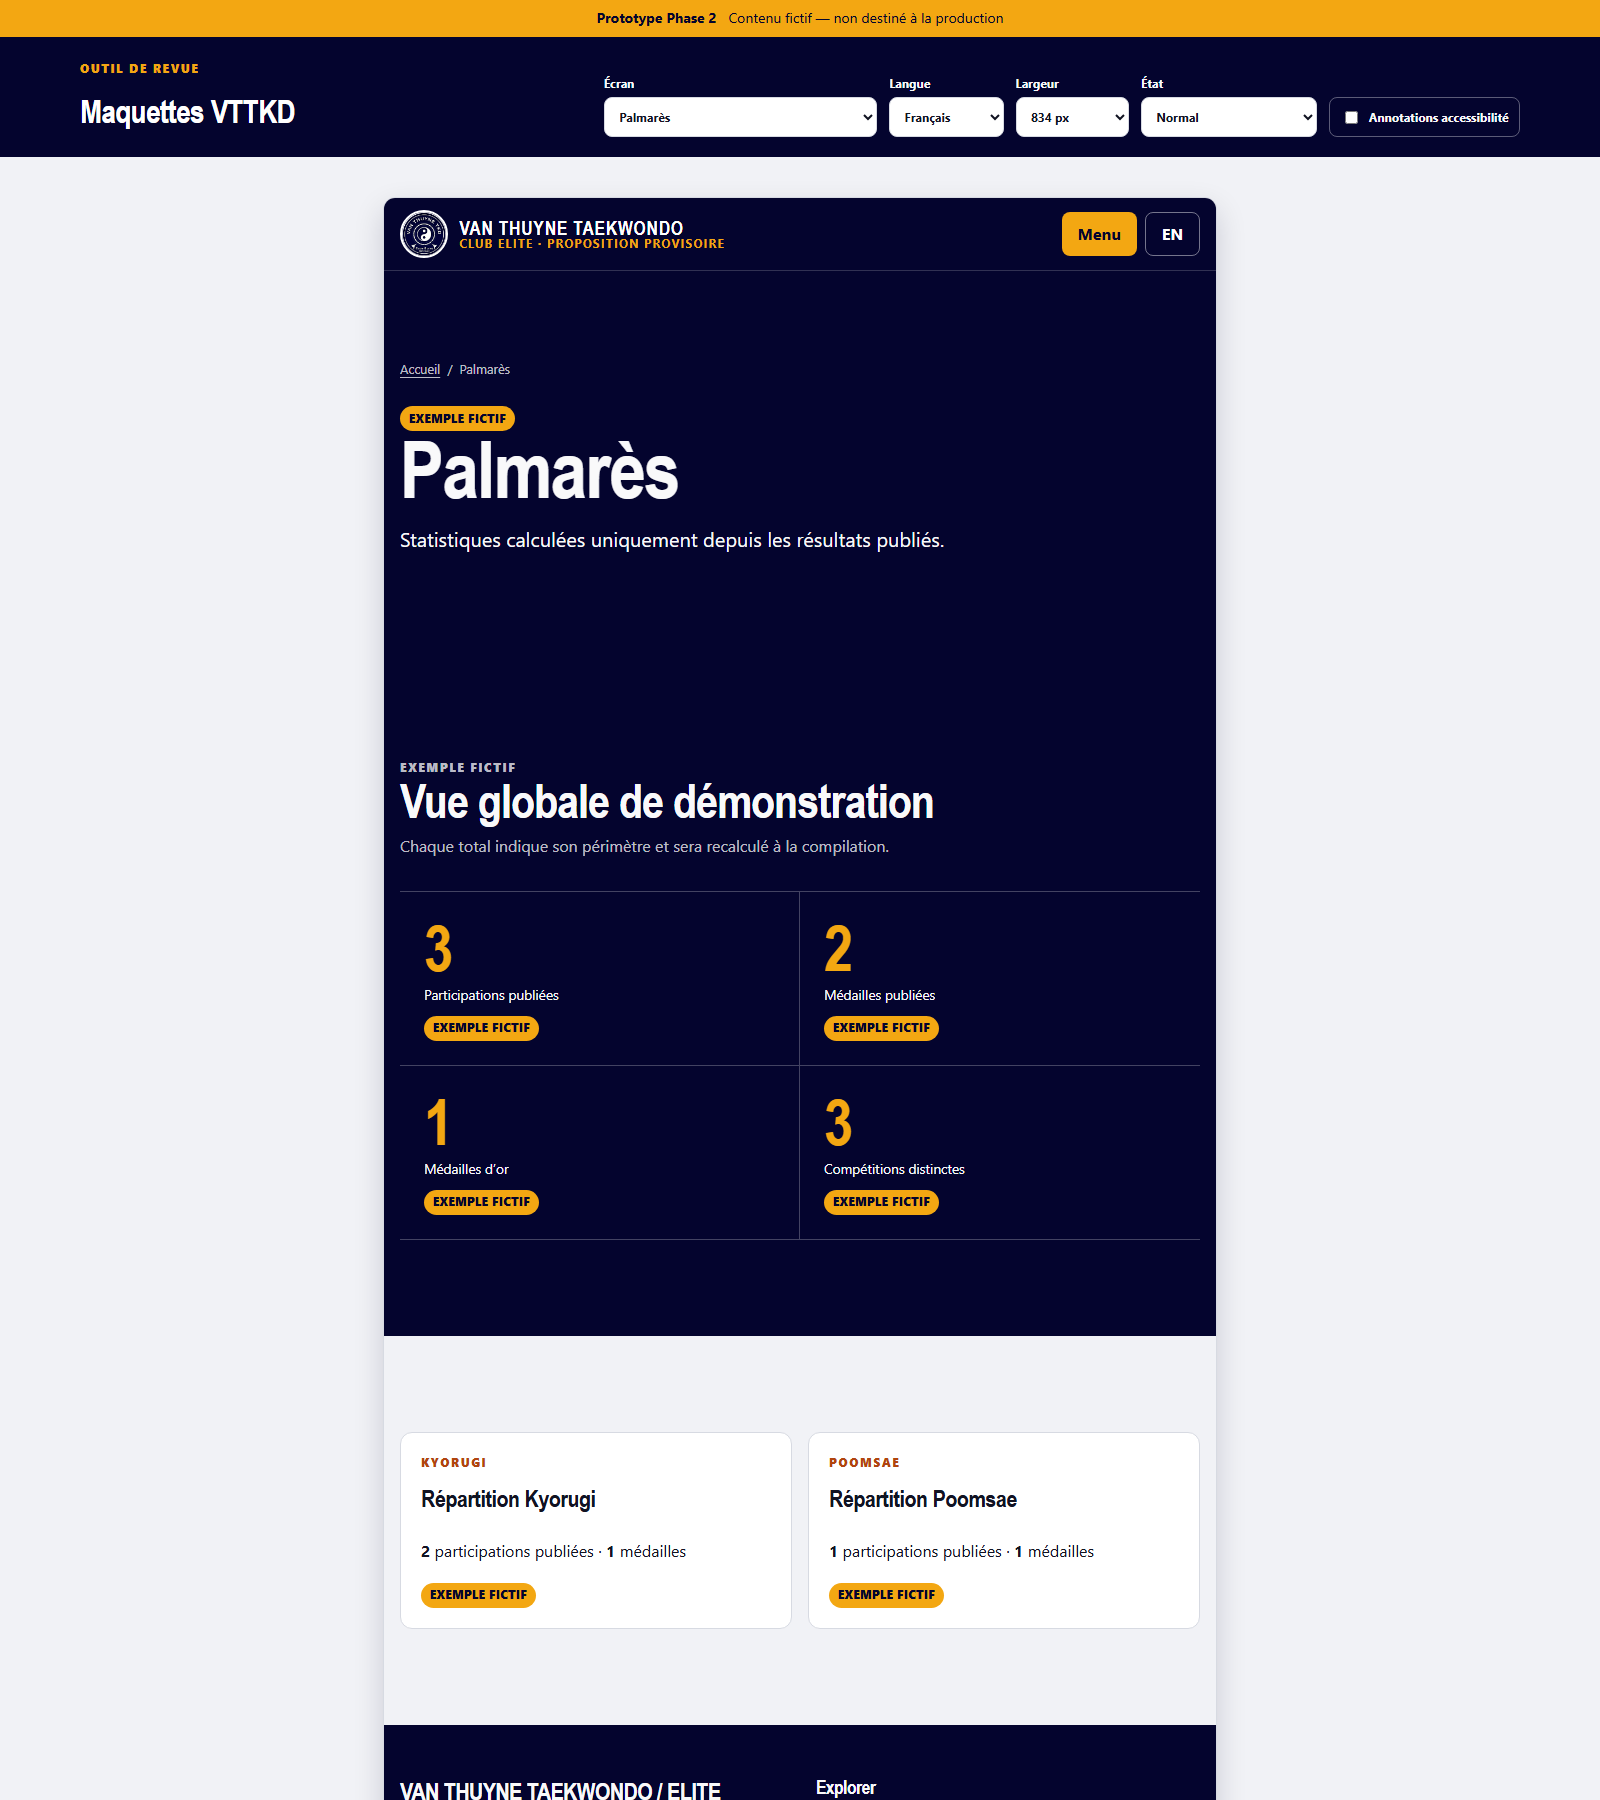 Prototype Phase 2 Contenu fictif — non destiné à la production
OUTIL DE REVUE
Maquettes VTTKD
Écran
Palmarès
Langue
Français
Largeur
834 px
État
Normal
Annotations accessibilité
VAN THUYNE TAEKWONDO
CLUB ELITE · PROPOSITION PROVISOIRE
Menu
EN
Accueil / Palmarès
EXEMPLE FICTIF
Palmarès
Statistiques calculées uniquement depuis les résultats publiés.
EXEMPLE FICTIF
Vue globale de démonstration
Chaque total indique son périmètre et sera recalculé à la compilation.
3
Participations publiées
EXEMPLE FICTIF
2
Médailles publiées
EXEMPLE FICTIF
1
Médailles d’or
EXEMPLE FICTIF
3
Compétitions distinctes
EXEMPLE FICTIF
KYORUGI
Répartition Kyorugi
2 participations publiées · 1 médailles
EXEMPLE FICTIF
POOMSAE
Répartition Poomsae
1 participations publiées · 1 médailles
EXEMPLE FICTIF
VAN THUYNE TAEKWONDO / ELITE
Explorer